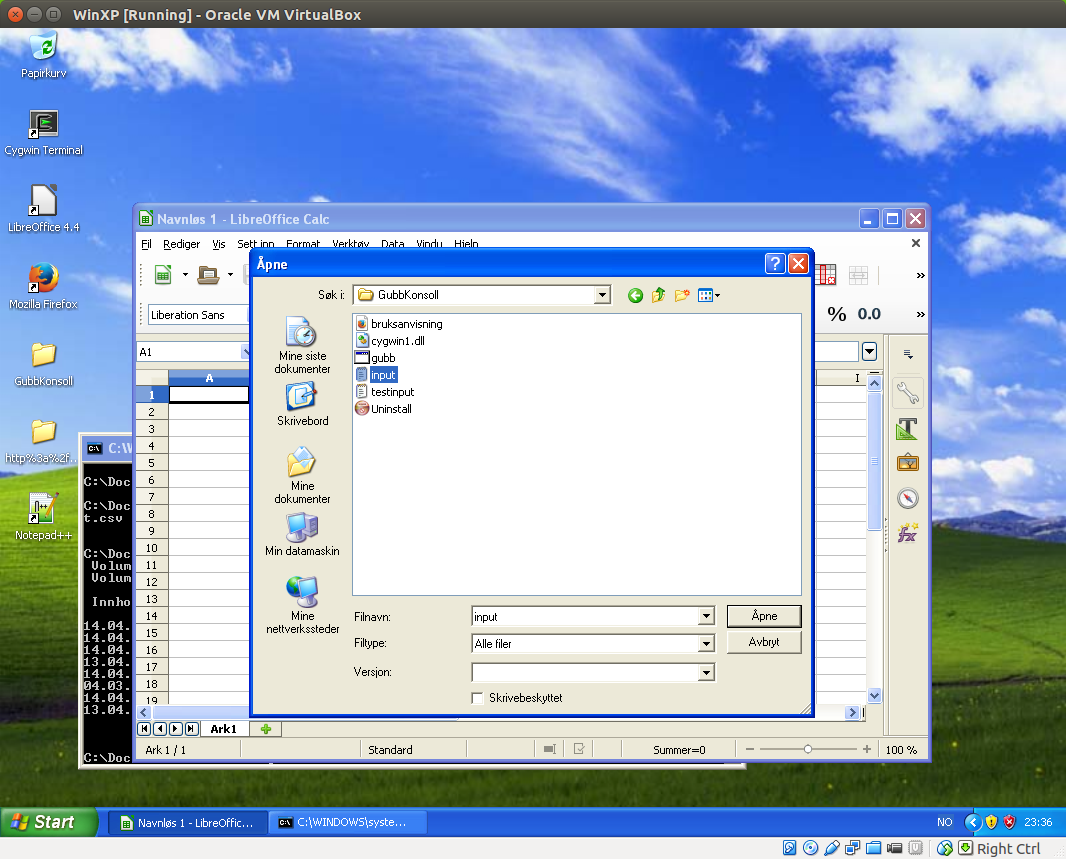 WinXP [Running] - Oracle VM VirtualBox
Papirkurv
Cygwin Terminal
LibreOffice 4.4
Mozilla Firefox
GubbKonsoll
http%3a%2f...
Notepad++
Navnløs 1 - LibreOffice Calc
Fil Rediger Vis Sett inn Format Verktøy Data Vindu Hjelp
Liberation Sans
% 0.0
A1
A
I
1
2
3
4
5
6
7
8
9
10
11
12
13
14
15
16
17
18
19
Ark1
Ark 1 / 1
Standard
Summer=0
100 %
Åpne
Søk i:
GubbKonsoll
Mine siste
dokumenter
Skrivebord
Mine
dokumenter
Min datamaskin
Mine
nettverkssteder
bruksanvisning
cygwin1.dll
gubb
input
testinput
Uninstall
Filnavn:
input
Åpne
Filtype:
Alle filer
Avbryt
Versjon:
Skrivebeskyttet
C:\W
C:\Doc
C:\Doc
t.csv
C:\Doc
Volum
Volum
Innho
14.04.
14.04.
14.04.
13.04.
14.04.
04.03.
14.04.
13.04.
C:\Doc
Start
Navnløs 1 - LibreOffic...
C:\WINDOWS\syste...
NO
23:36
Right Ctrl